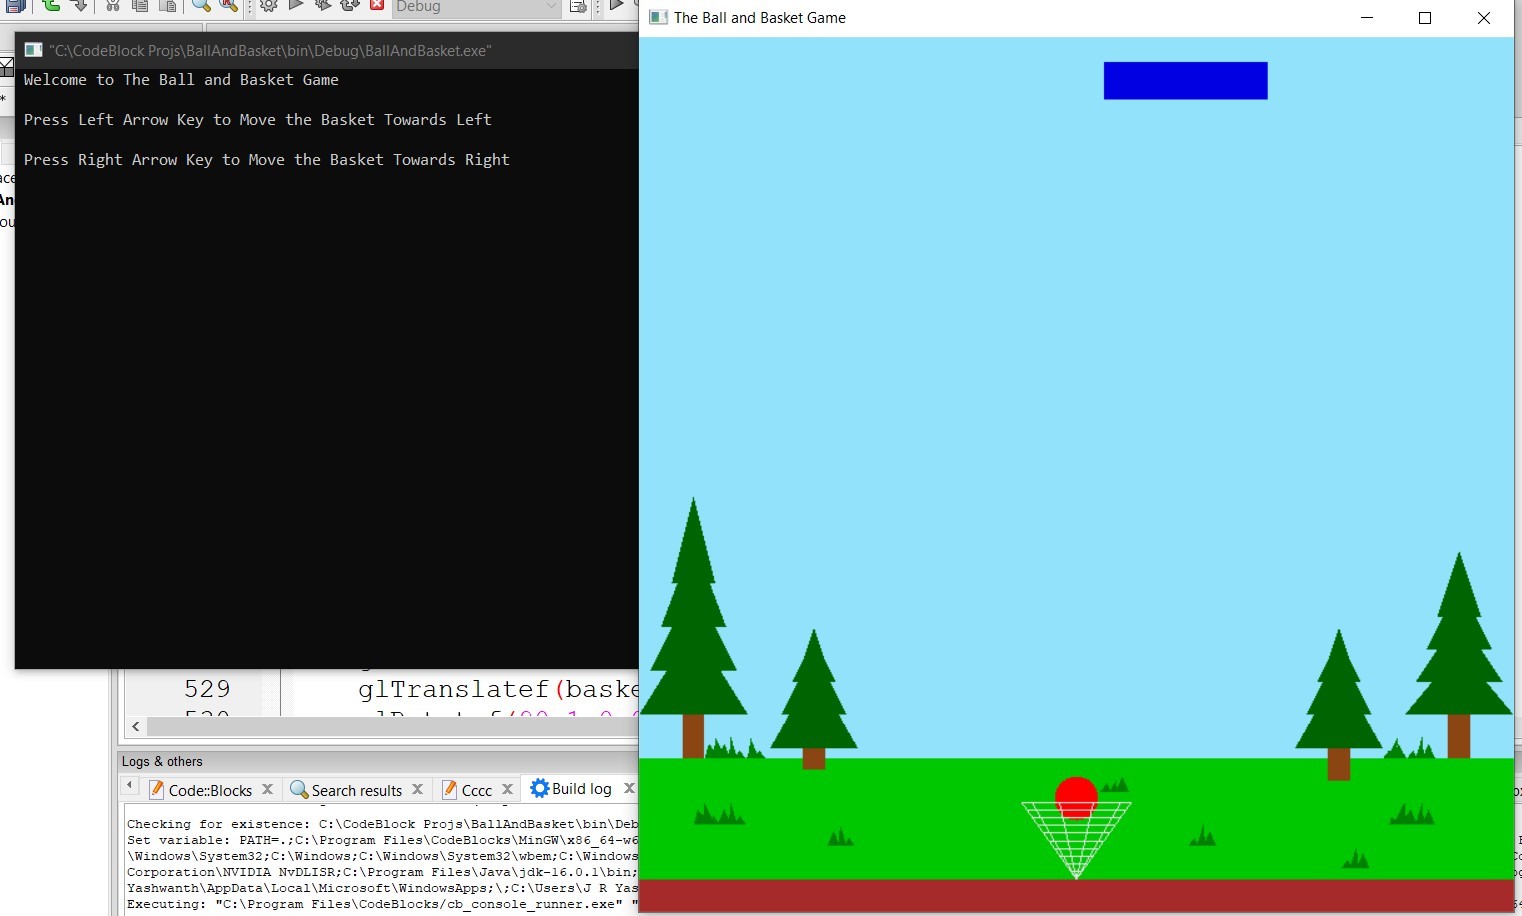 Debug
"C:\CodeBlock Projs\BallAndBasket\bin\Debug\BallAndBasket.exe"
Welcome to The Ball and Basket Game
Press Left Arrow Key to Move the Basket Towards Left
Press Right Arrow Key to Move the Basket Towards Right
The Ball and Basket Game
529
glTranslatef(baske
Logs & others
Code::Blocks
Search results
Cccc
Build log
Checking for existence: C:\CodeBlock Projs\BallAndBasket\bin\Deb
Set variable: PATH=.;C:\Program Files\CodeBlocks\MinGW\x86_64-w6
\Windows\System32;C:\Windows;C:\Windows\System32\wbem;C:\Windows
Corporation\NVIDIA NvDLISR;C:\Program Files\Java\jdk-16.0.1\bin;
Yashwanth\AppData\Local\Microsoft\WindowsApps;\;C:\Users\J R Yas
Executing: "C:\Program Files\CodeBlocks/cb_console_runner.exe" "